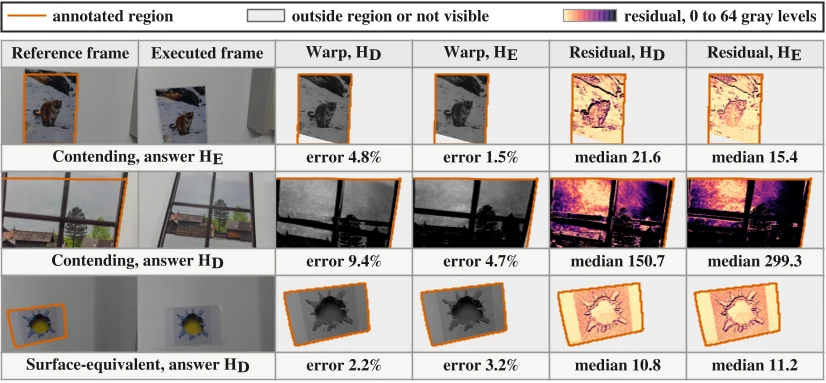 annotated region outside region or not visible residual, 0 to 64 gray levels
Reference frame Executed frame Warp, HD Warp, HE Residual, HD Residual, HE
Contending, answer HE error 4.8% error 1.5% median 21.6 median 15.4
Contending, answer HD error 9.4% error 4.7% median 150.7 median 299.3
Surface-equivalent, answer HD error 2.2% error 3.2% median 10.8 median 11.2